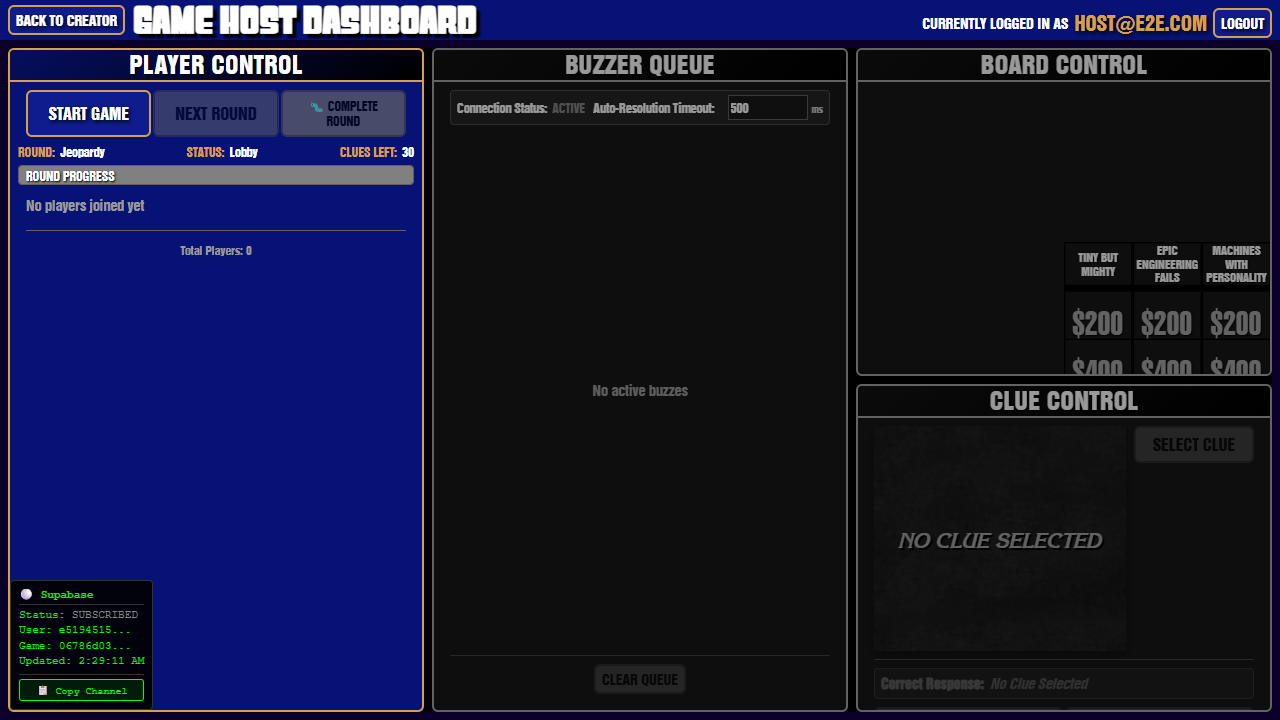 BACK TO CREATOR
GAME HOST DASHBOARD
CURRENTLY LOGGED IN AS HOST@E2E.COM
LOGOUT
PLAYER CONTROL
START GAME
NEXT ROUND
COMPLETE
ROUND
ROUND: Jeopardy
STATUS: Lobby
CLUES LEFT: 30
ROUND PROGRESS
No players joined yet
Total Players: 0
Supabase
Status: SUBSCRIBED
User: e5194515...
Game: 06786d03...
Updated: 2:29:11 AM
Copy Channel
BUZZER QUEUE
Connection Status: ACTIVE Auto-Resolution Timeout: 500 ms
No active buzzes
CLEAR QUEUE
BOARD CONTROL
TINY BUT
MIGHTY
EPIC
ENGINEERING
FAILS
MACHINES
WITH
PERSONALITY
$200 $200 $200
$400 $400 $400
CLUE CONTROL
NO CLUE SELECTED
SELECT CLUE
Correct Response: No Clue Selected